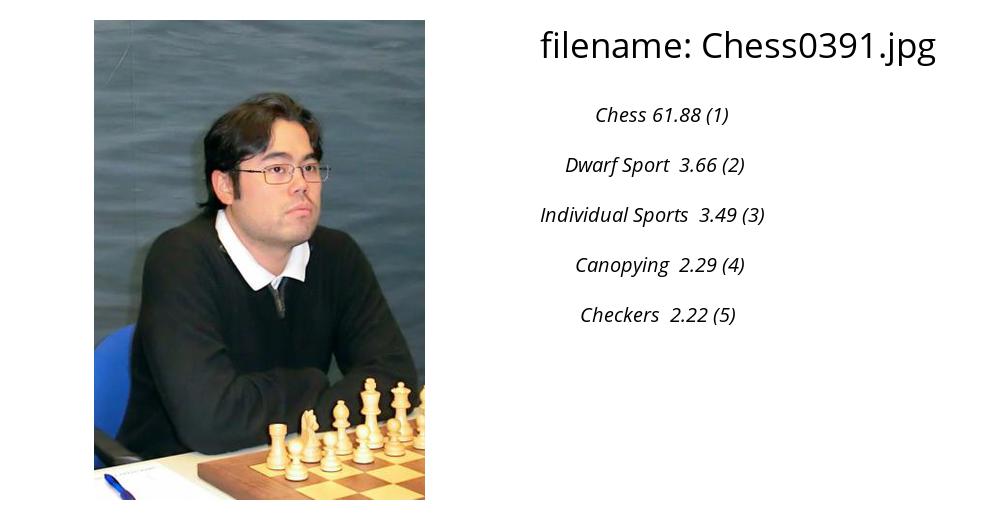 filename: Chess0391.jpg
Chess 61.88 (1)
Dwarf Sport 3.66 (2)
Individual Sports 3.49 (3)
Canopying 2.29 (4)
Checkers 2.22 (5)